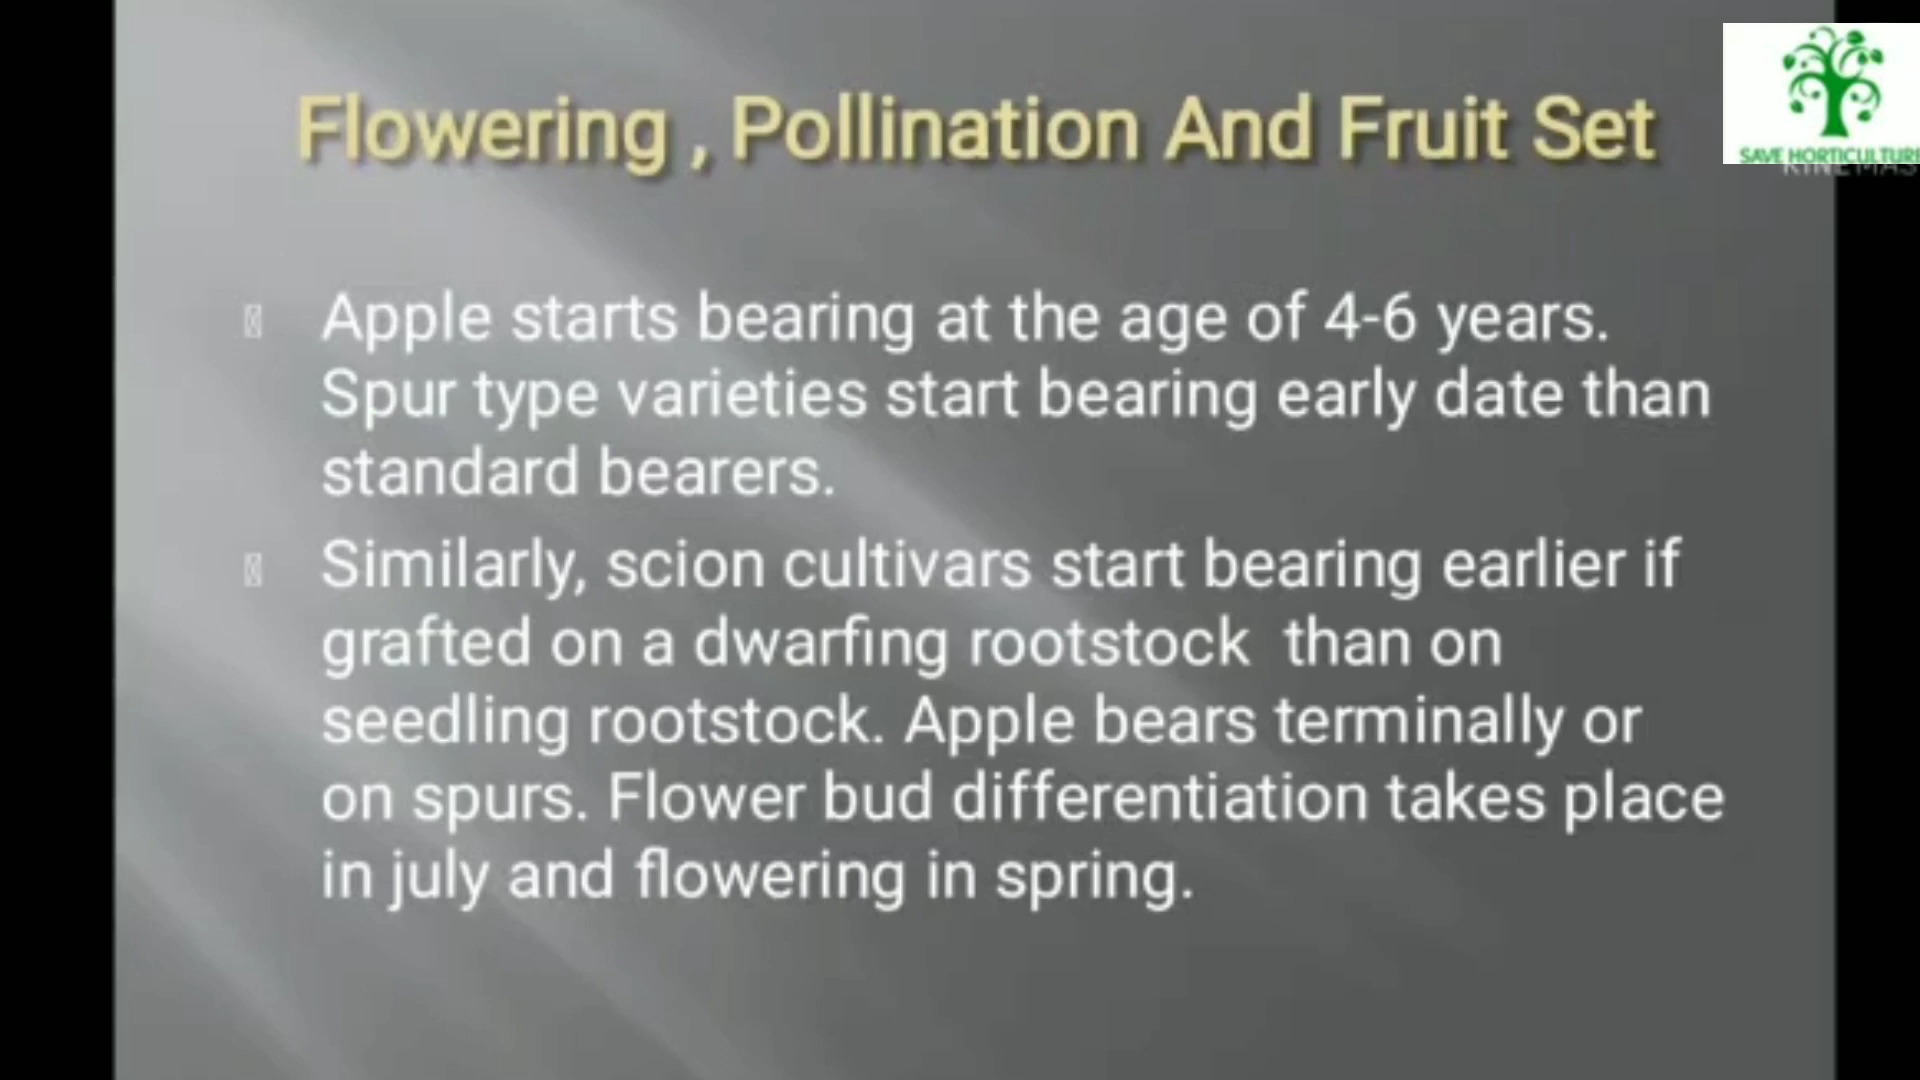 Flowering , Pollination And Fruit Set
SAVE HORTICULTURE
Apple starts bearing at the age of 4-6 years.
Spur type varieties start bearing early date than
standard bearers.
Similarly, scion cultivars start bearing earlier if
grafted on a dwarfing rootstock than on
seedling rootstock. Apple bears terminally or
on spurs. Flower bud differentiation takes place
in july and flowering in spring.